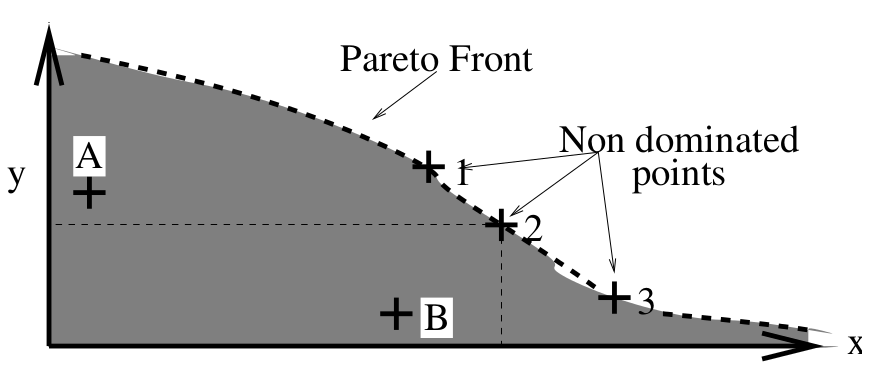 Pareto Front
Non dominated
points
A
y
1
2
3
B
x